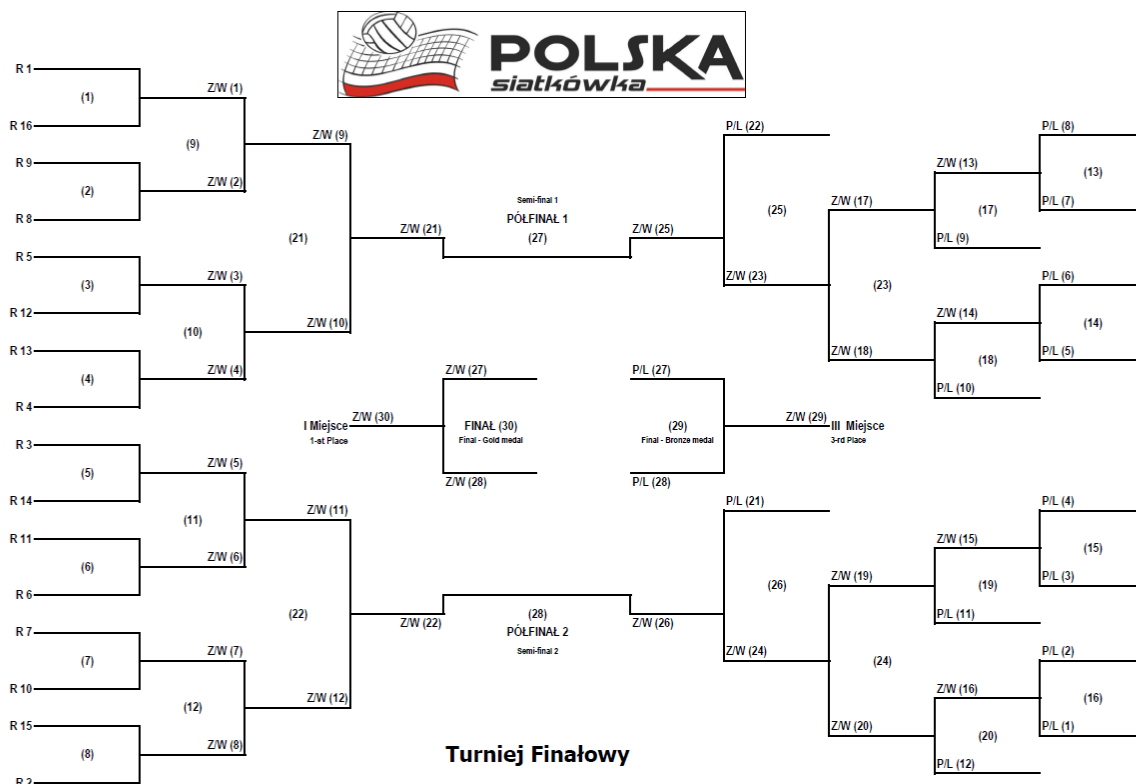 POLSKA
siatkówka
R 1
(1)
R 16
Z/W (1)
(9)
R 9
(2)
R 8
Z/W (2)
Z/W (9)
(21)
R 5
(3)
R 12
Z/W (3)
(10)
R 13
(4)
R 4
Z/W (4)
Z/W (10)
Z/W (21)
R 3
(5)
R 14
Z/W (5)
(11)
R 11
(6)
R 6
Z/W (6)
Z/W (11)
(22)
R 7
(7)
R 10
Z/W (7)
(12)
R 15
(8)
R 2
Z/W (8)
Z/W (12)
Z/W (22)
Semi-final 1
PÓŁFINAŁ 1
(27)
Z/W (25)
I Miejsce
1-st Place
Z/W (30)
Z/W (27)
FINAŁ (30)
Final - Gold medal
Z/W (28)
P/L (27)
(29)
Final - Bronze medal
P/L (28)
Z/W (29)
III Miejsce
3-rd Place
(28)
PÓŁFINAŁ 2
Semi-final 2
Z/W (26)
P/L (22)
(25)
Z/W (23)
Z/W (17)
(23)
Z/W (18)
Z/W (13)
(17)
P/L (9)
Z/W (14)
(18)
P/L (10)
P/L (8)
(13)
P/L (7)
P/L (6)
(14)
P/L (5)
P/L (21)
(26)
Z/W (24)
Z/W (19)
(24)
Z/W (20)
Z/W (15)
(19)
P/L (11)
Z/W (16)
(20)
P/L (12)
P/L (4)
(15)
P/L (3)
P/L (2)
(16)
P/L (1)
Turniej Finałowy